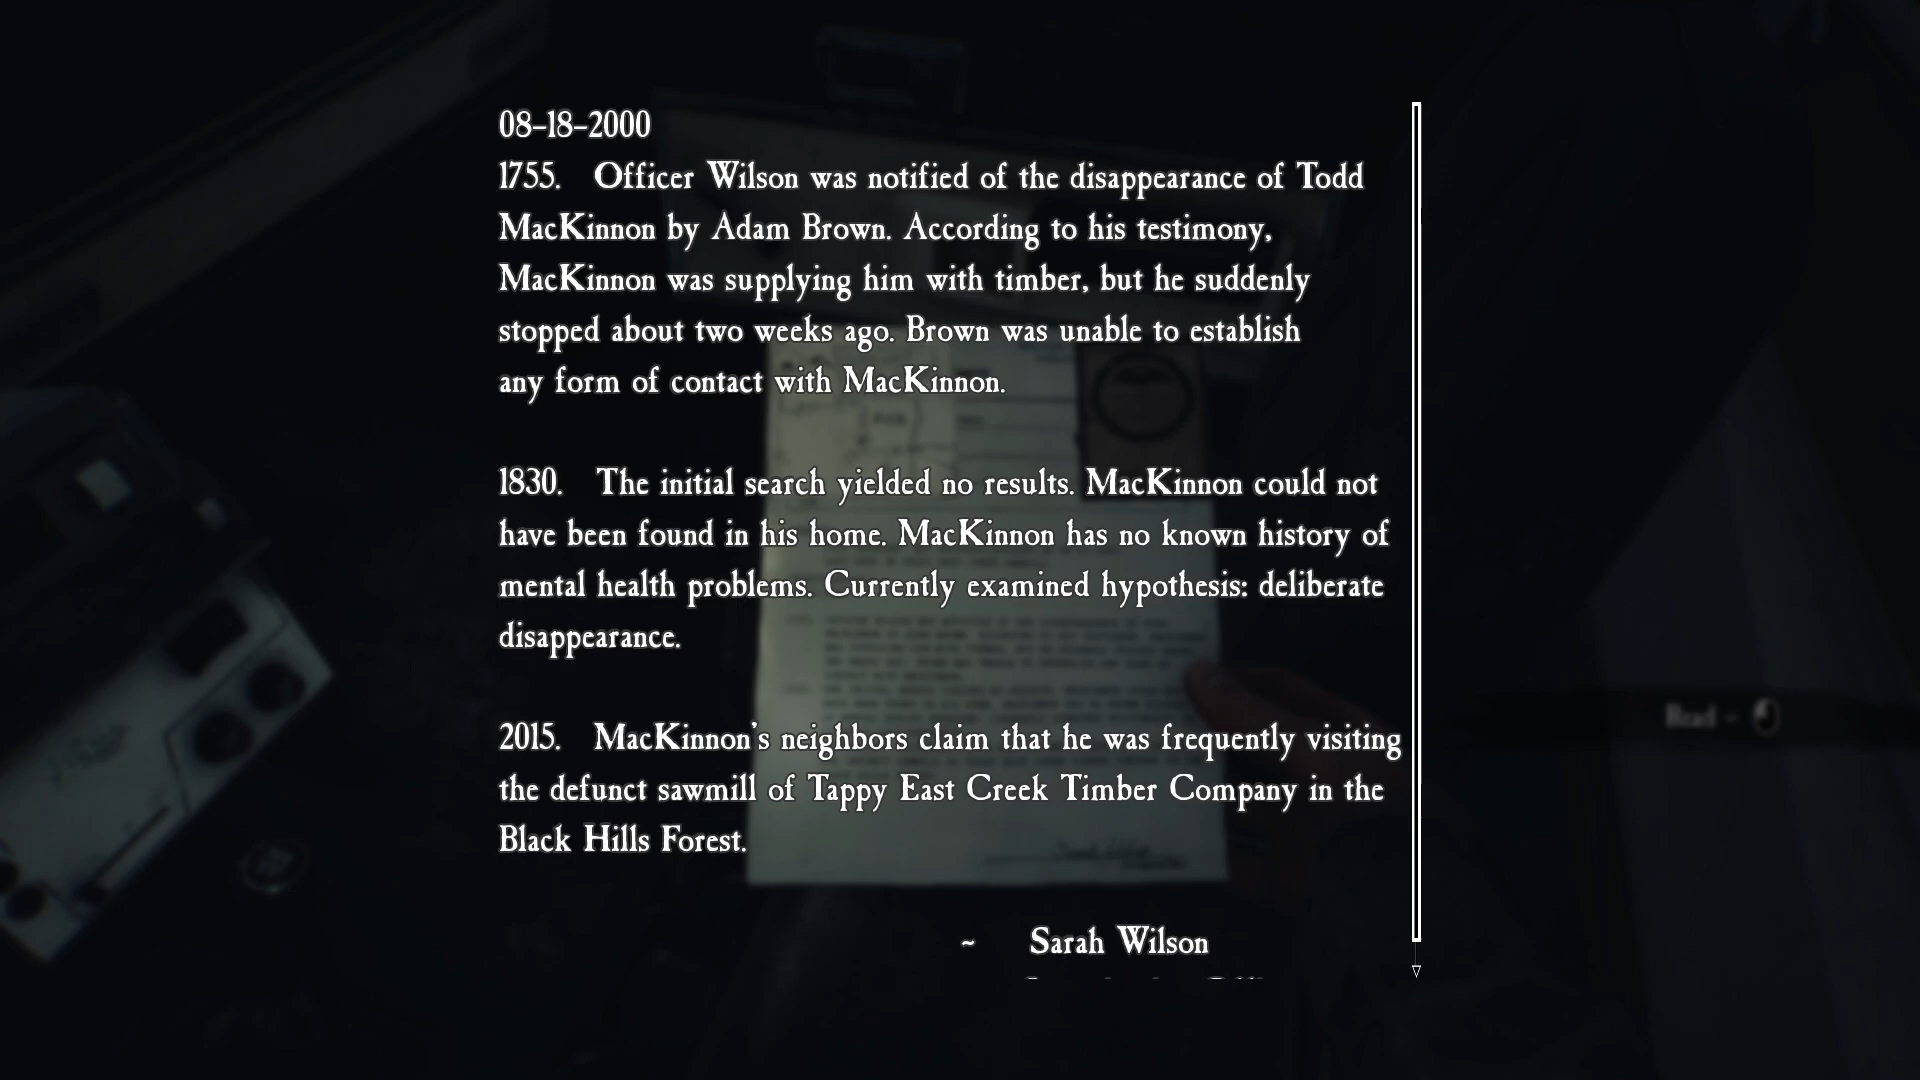 08-18-2000
1755. Officer Wilson was notified of the disappearance of Todd
MacKinnon by Adam Brown. According to his testimony,
MacKinnon was supplying him with timber, but he suddenly
stopped about two weeks ago. Brown was unable to establish
any form of contact with MacKinnon.
1830. The initial search yielded no results. MacKinnon could not
have been found in his home. MacKinnon has no known history of
mental health problems. Currently examined hypothesis: deliberate
disappearance.
2015. MacKinnon's neighbors claim that he was frequently visiting
the defunct sawmill of Tappy East Creek Timber Company in the
Black Hills Forest.
~ Sarah Wilson
Read -